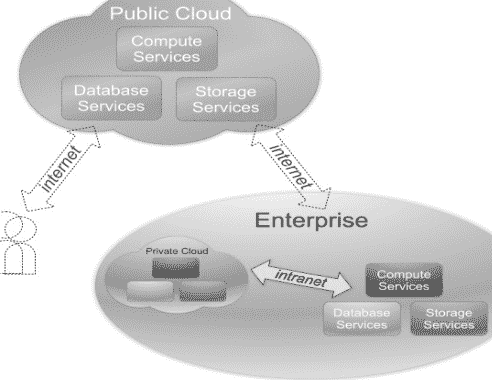 Public Cloud
Compute
Services
Database
Services
Storage
Services
internet
internet
Enterprise
Private Cloud
intranet
Compute
Services
Database
Services
Storage
Services